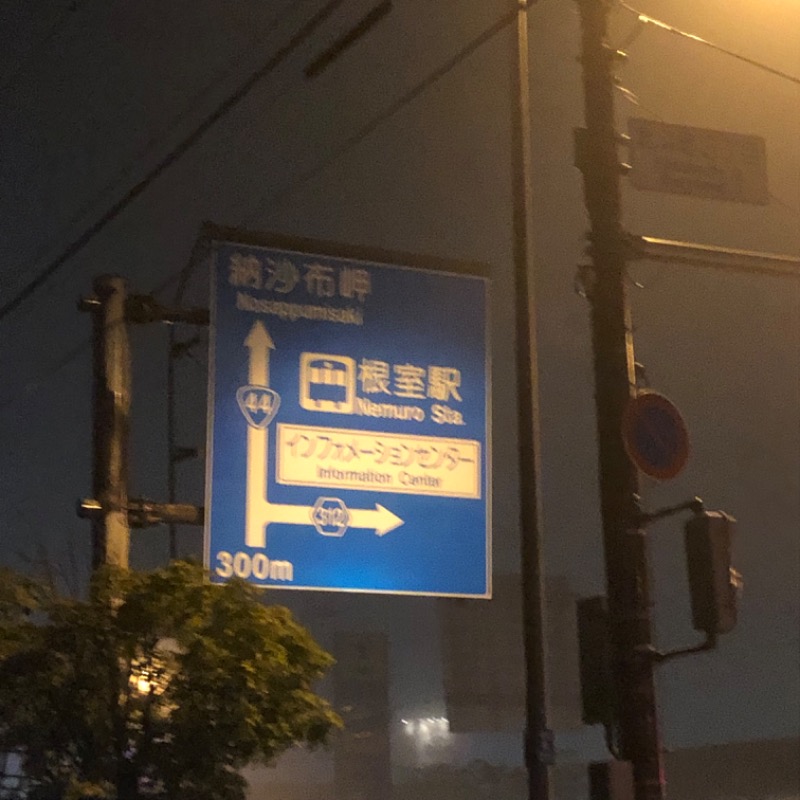 納沙布岬
Nosappumisaki
根室駅
Nemuro Sta.
44
インフォメーションセンター
Information Center
310
300m